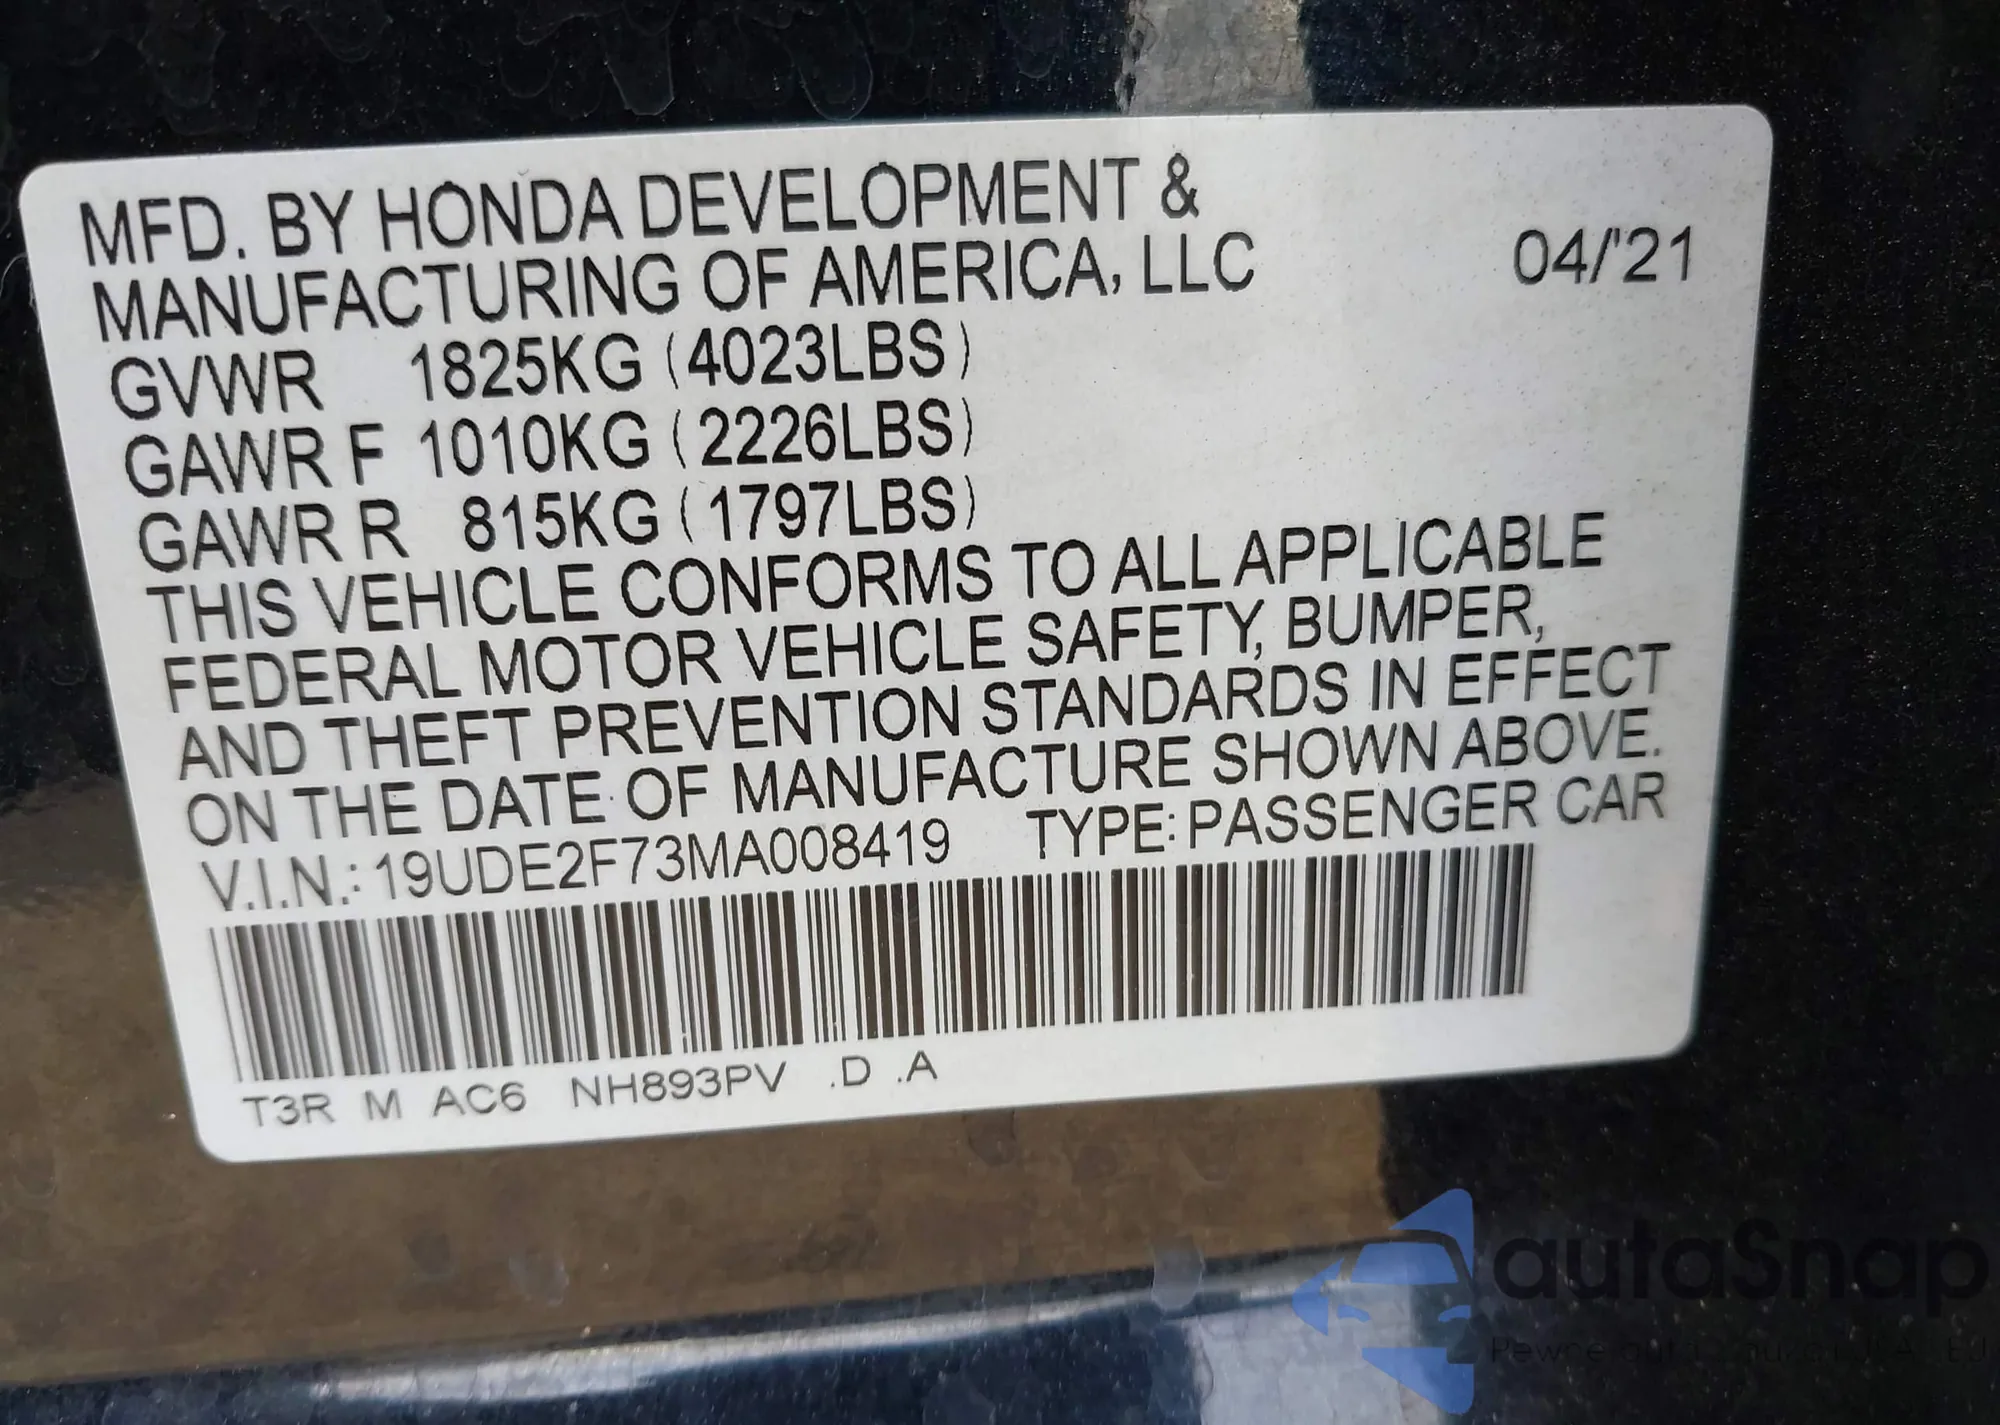 MFD. BY HONDA DEVELOPMENT &
MANUFACTURING OF AMERICA, LLC 04/'21
GVWR 1825KG (4023LBS)
GAWR F 1010KG (2226LBS)
GAWR R 815KG (1797LBS)
THIS VEHICLE CONFORMS TO ALL APPLICABLE
FEDERAL MOTOR VEHICLE SAFETY, BUMPER,
AND THEFT PREVENTION STANDARDS IN EFFECT
ON THE DATE OF MANUFACTURE SHOWN ABOVE.
V.I.N.: 19UDE2F73MA008419 TYPE: PASSENGER CAR
T3R M AC6 NH893PV .D .A
autaSnap